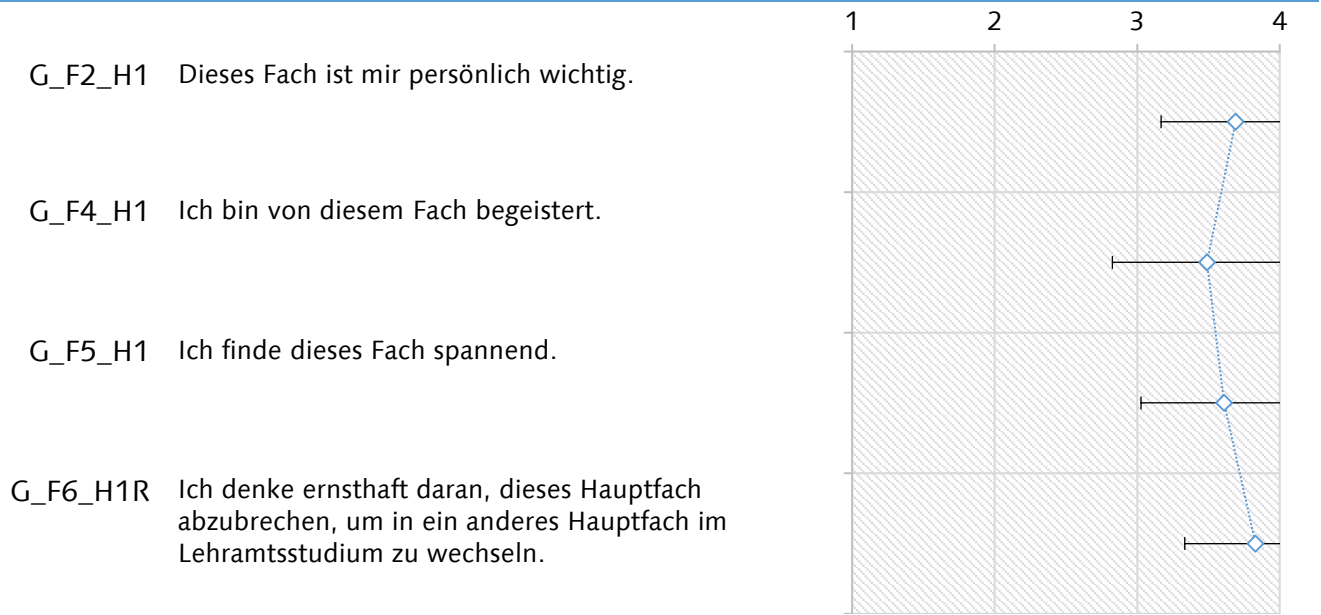 1 2 3 4
G_F2_H1 Dieses Fach ist mir persönlich wichtig.
G_F4_H1 Ich bin von diesem Fach begeistert.
G_F5_H1 Ich finde dieses Fach spannend.
G_F6_H1R Ich denke ernsthaft daran, dieses Hauptfach
abzubrechen, um in ein anderes Hauptfach im
Lehramtsstudium zu wechseln.